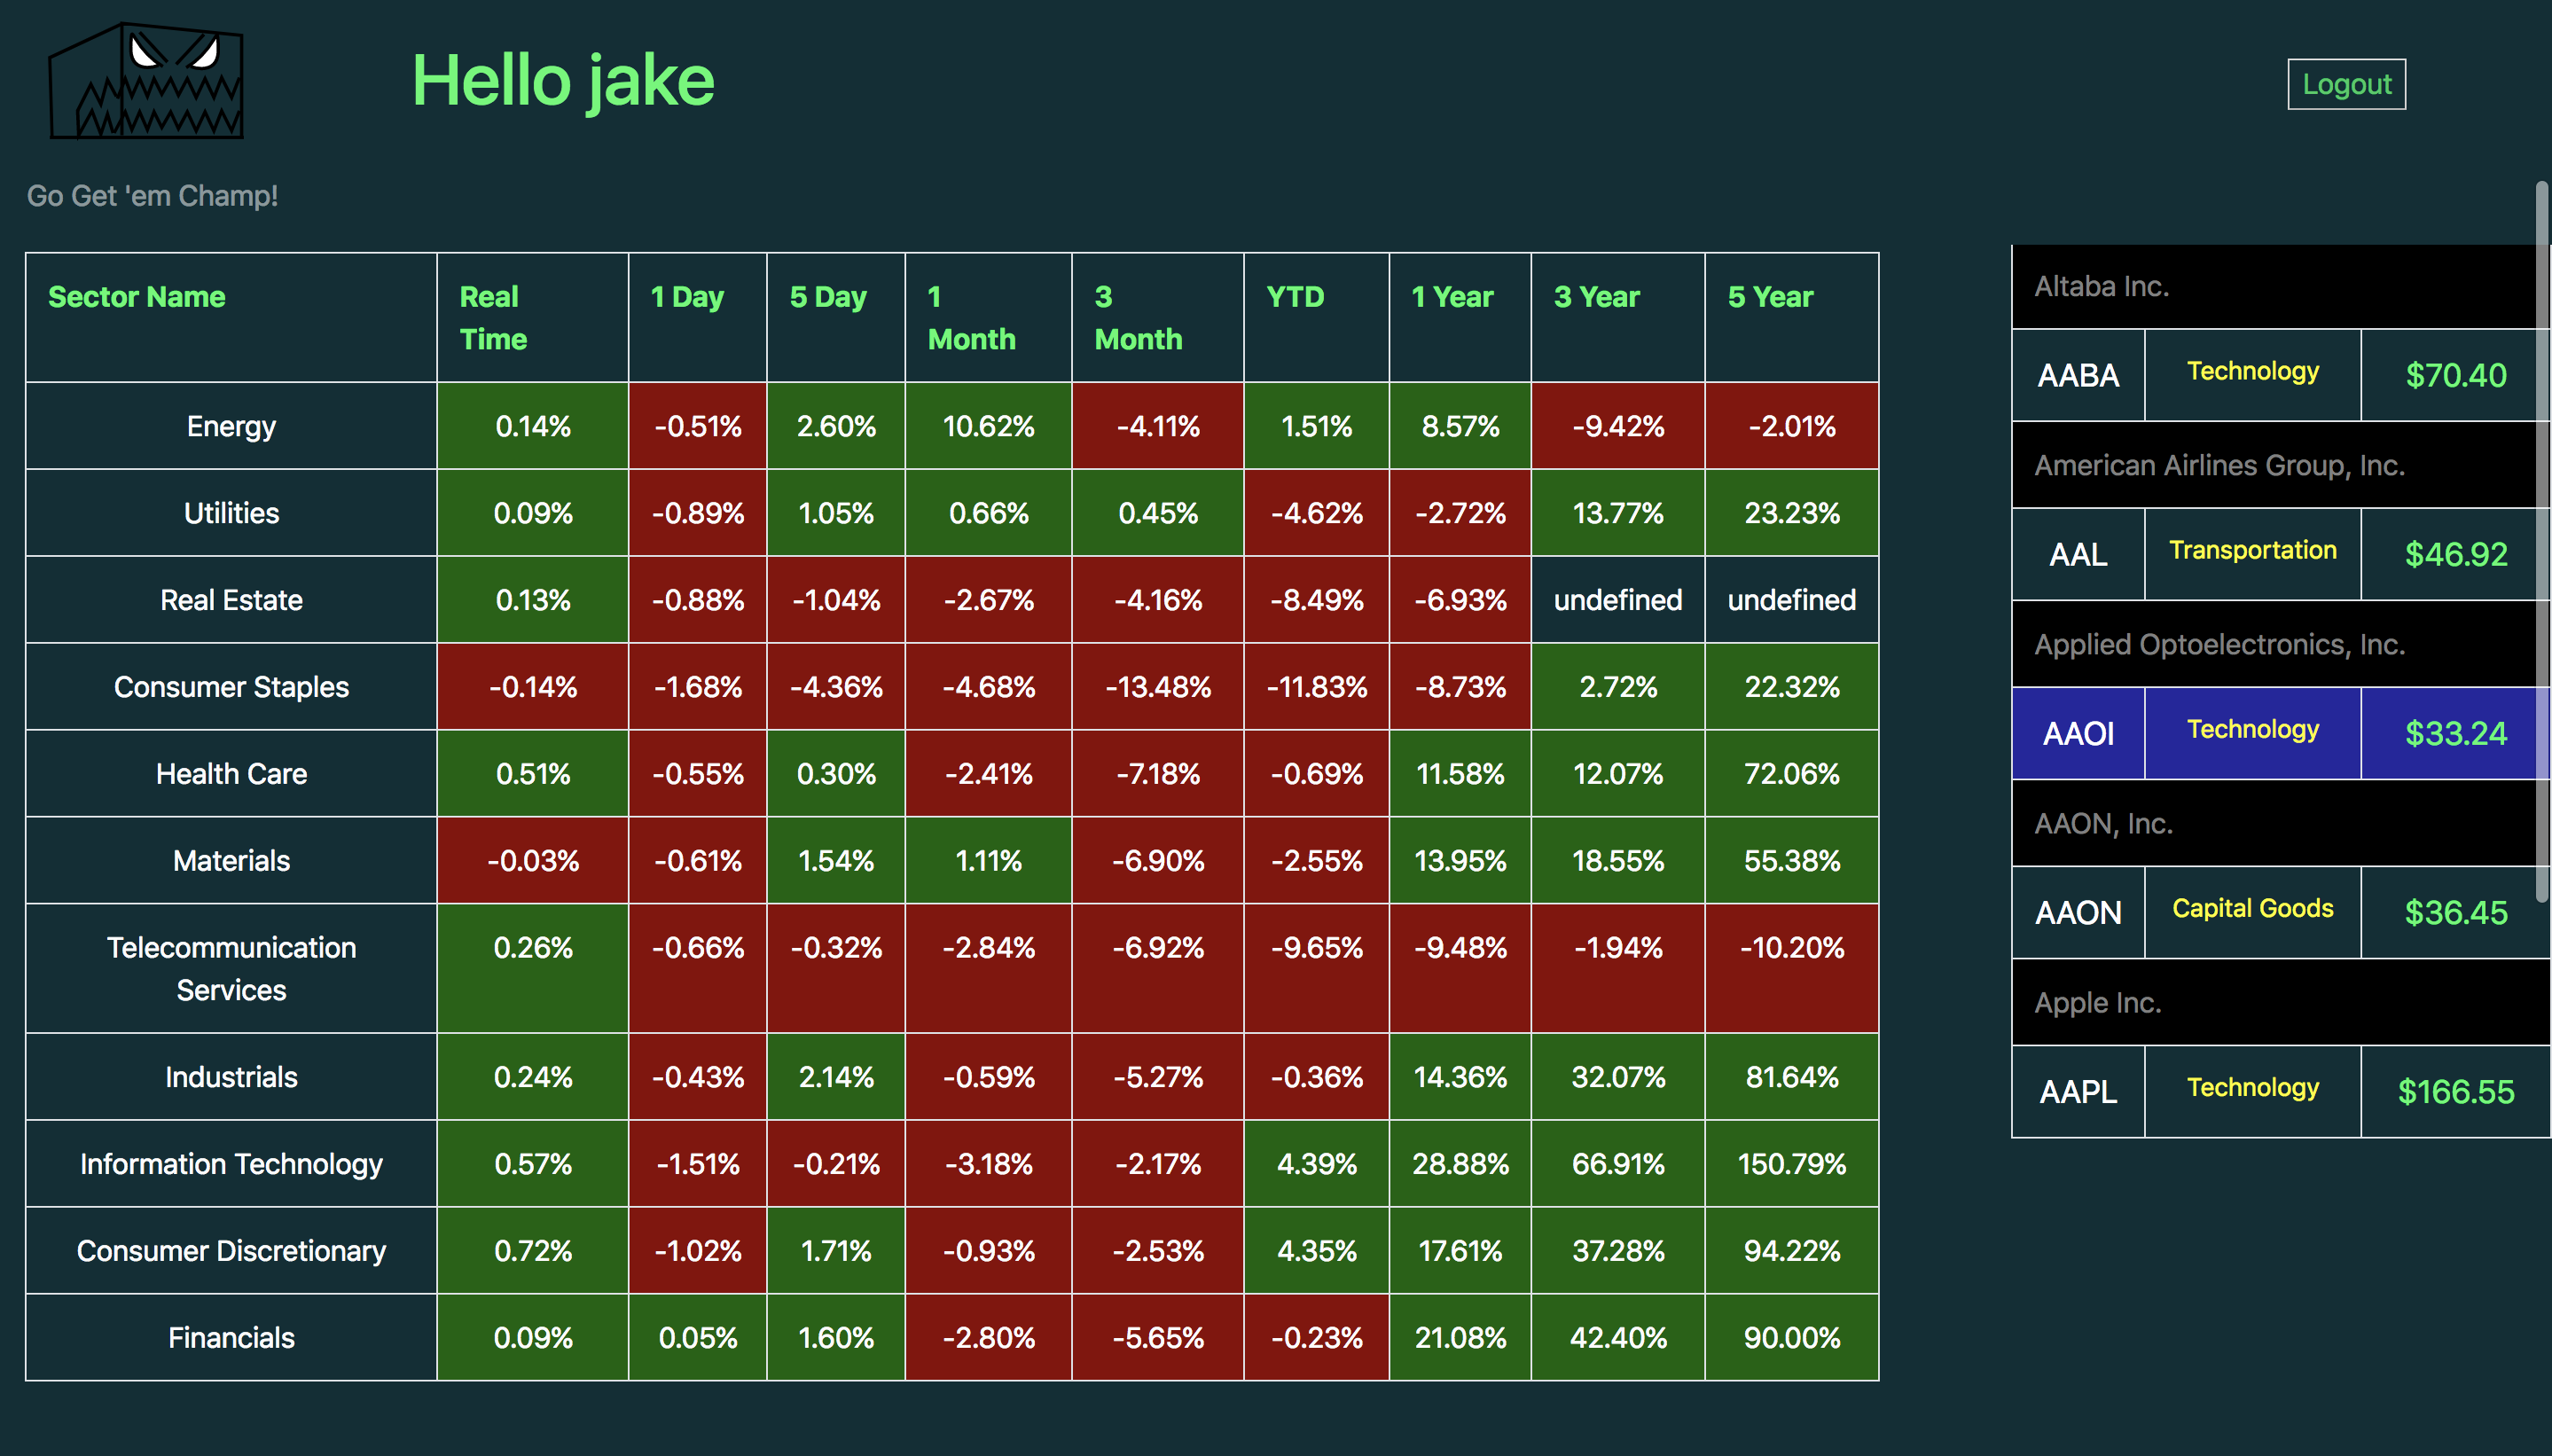 Hello jake
Logout
Go Get 'em Champ!
Sector Name Real Time 1 Day 5 Day 1 Month 3 Month YTD 1 Year 3 Year 5 Year
Energy 0.14% -0.51% 2.60% 10.62% -4.11% 1.51% 8.57% -9.42% -2.01%
Utilities 0.09% -0.89% 1.05% 0.66% 0.45% -4.62% -2.72% 13.77% 23.23%
Real Estate 0.13% -0.88% -1.04% -2.67% -4.16% -8.49% -6.93% undefined undefined
Consumer Staples -0.14% -1.68% -4.36% -4.68% -13.48% -11.83% -8.73% 2.72% 22.32%
Health Care 0.51% -0.55% 0.30% -2.41% -7.18% -0.69% 11.58% 12.07% 72.06%
Materials -0.03% -0.61% 1.54% 1.11% -6.90% -2.55% 13.95% 18.55% 55.38%
Telecommunication Services 0.26% -0.66% -0.32% -2.84% -6.92% -9.65% -9.48% -1.94% -10.20%
Industrials 0.24% -0.43% 2.14% -0.59% -5.27% -0.36% 14.36% 32.07% 81.64%
Information Technology 0.57% -1.51% -0.21% -3.18% -2.17% 4.39% 28.88% 66.91% 150.79%
Consumer Discretionary 0.72% -1.02% 1.71% -0.93% -2.53% 4.35% 17.61% 37.28% 94.22%
Financials 0.09% 0.05% 1.60% -2.80% -5.65% -0.23% 21.08% 42.40% 90.00%
Altaba Inc.
AABA Technology $70.40
American Airlines Group, Inc.
AAL Transportation $46.92
Applied Optoelectronics, Inc.
AAOI Technology $33.24
AAON, Inc.
AAON Capital Goods $36.45
Apple Inc.
AAPL Technology $166.55